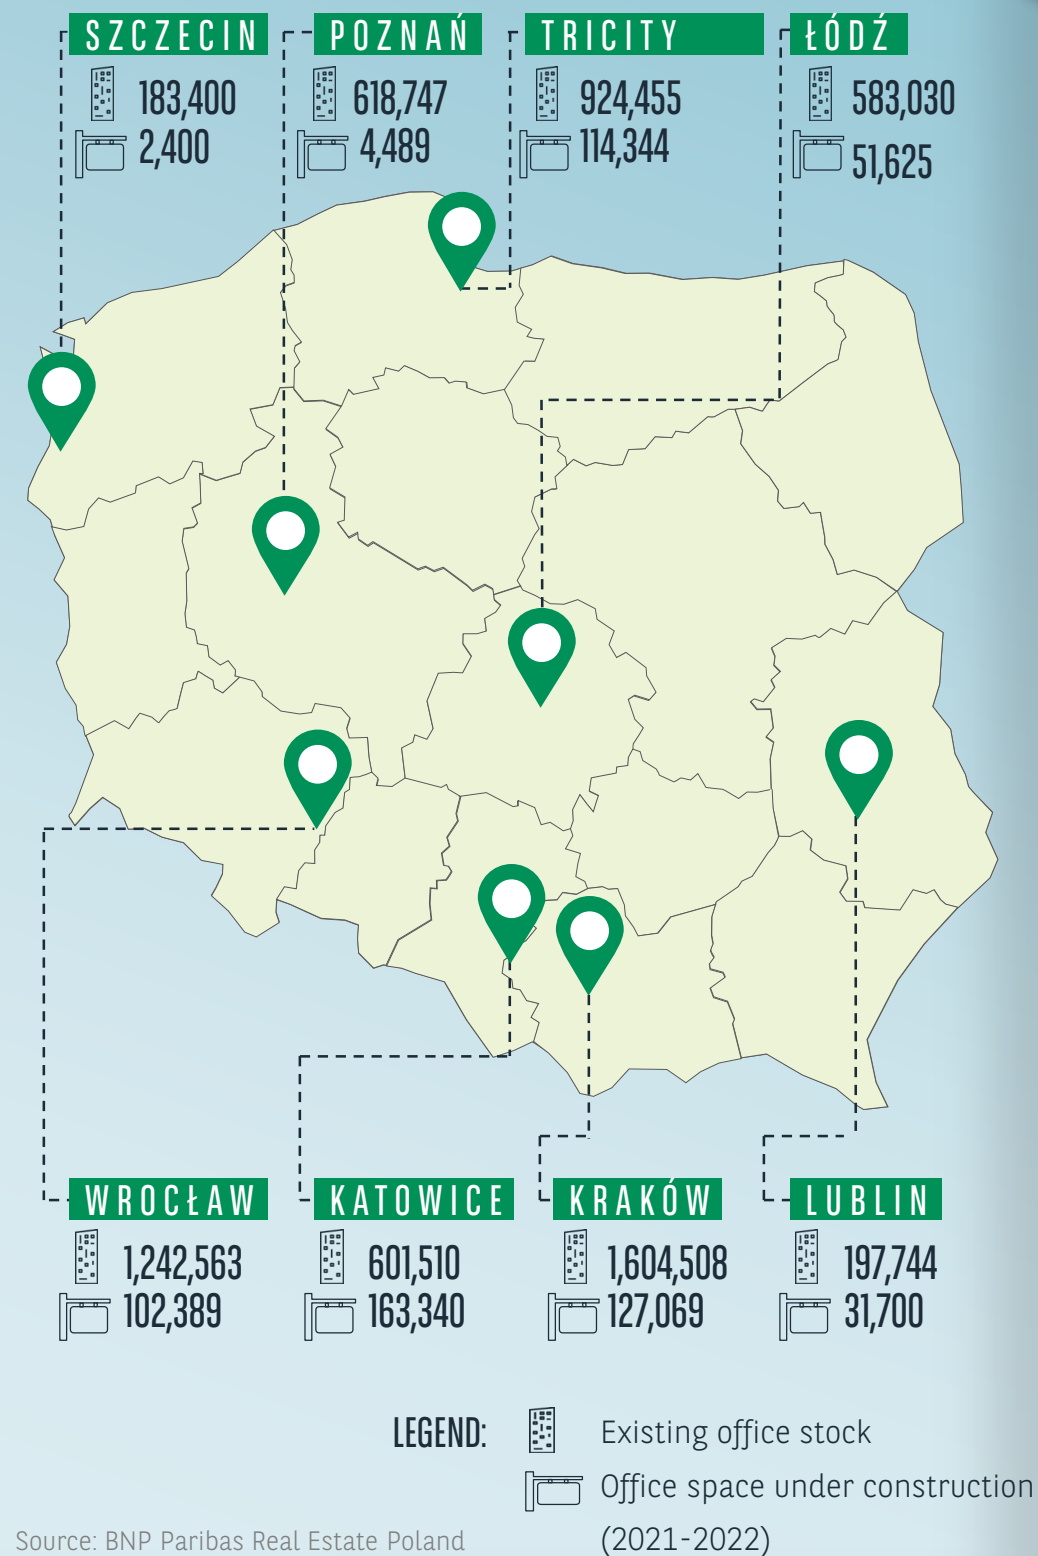 SZCZECIN
183,400
2,400
POZNAŃ
618,747
4,489
TRICITY
924,455
114,344
ŁÓDŹ
583,030
51,625
WROCŁAW
1,242,563
102,389
KATOWICE
601,510
163,340
KRAKÓW
1,604,508
127,069
LUBLIN
197,744
31,700
LEGEND:
Existing office stock
Office space under construction
(2021-2022)
Source: BNP Paribas Real Estate Poland